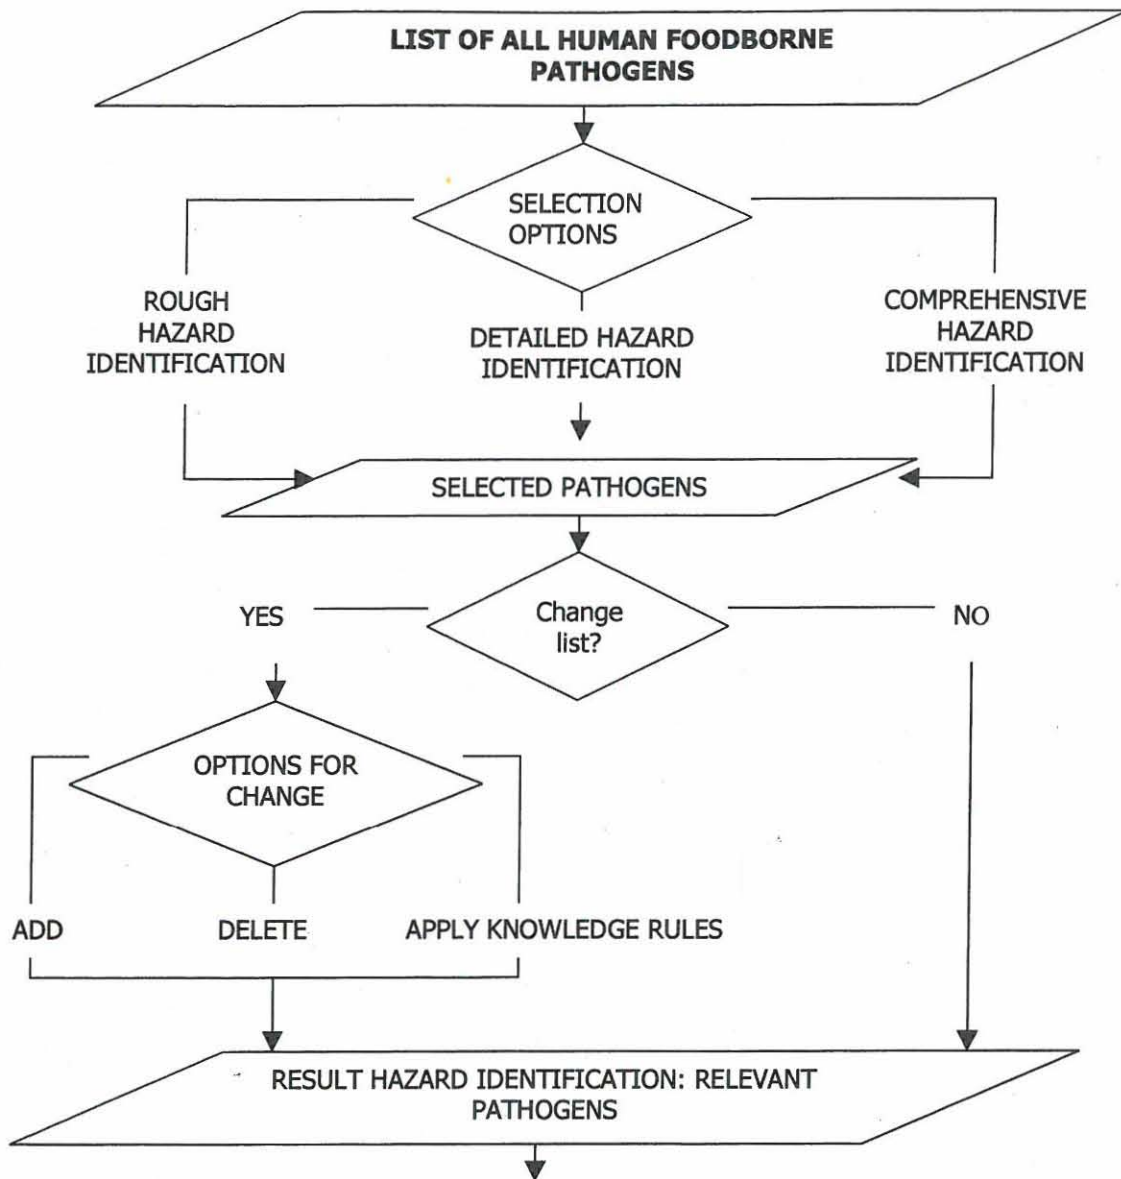 LIST OF ALL HUMAN FOODBORNE
PATHOGENS
SELECTION
OPTIONS
ROUGH
HAZARD
IDENTIFICATION
DETAILED HAZARD
IDENTIFICATION
COMPREHENSIVE
HAZARD
IDENTIFICATION
SELECTED PATHOGENS
YES
Change
list?
NO
OPTIONS FOR
CHANGE
ADD
DELETE
APPLY KNOWLEDGE RULES
RESULT HAZARD IDENTIFICATION: RELEVANT
PATHOGENS